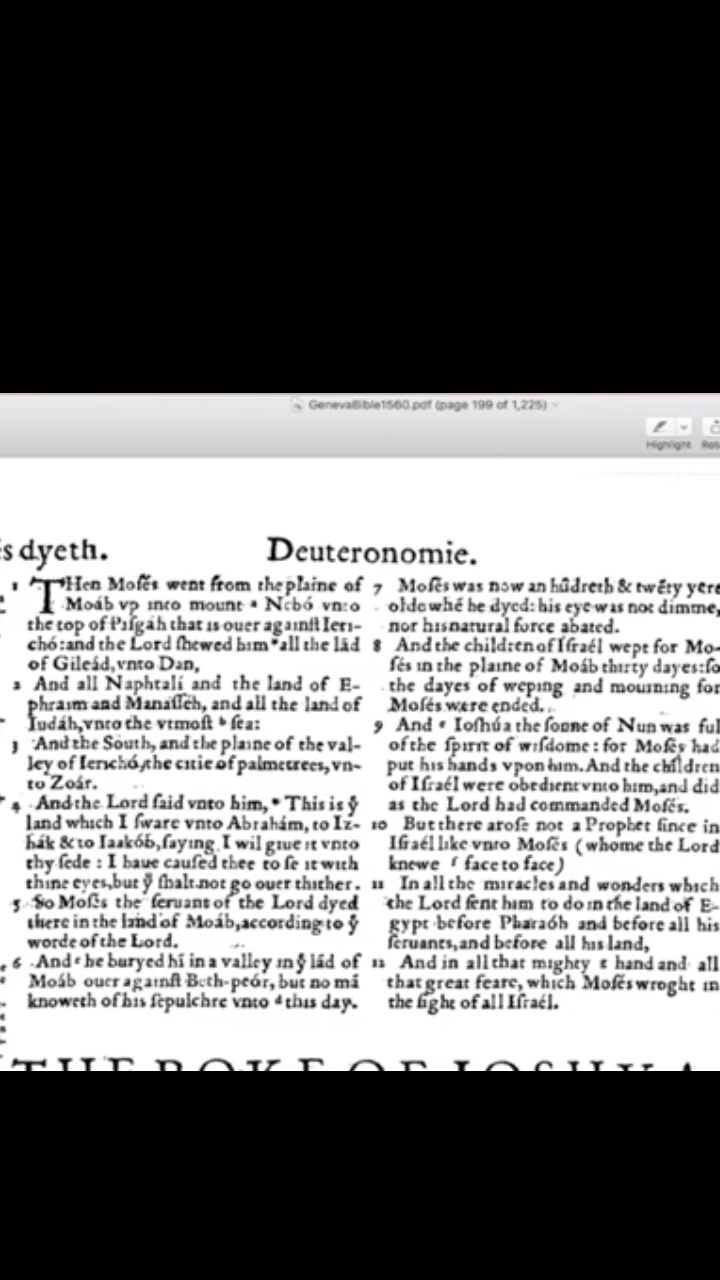 GenevaBible1560.pdf (page 199 of 1,225)
Highlight
Rot
s dyeth.
Deuteronomie.
1 THen Moſés went from the plaine of
Moáb vp into mount ᵃ Nebó vnto
the top of Piſgáh that is ouer againſt Ieri-
chó: and the Lord ſhewed him *all the lãd
of Gileád, vnto Dan,
2 And all Naphtalí and the land of E-
phraim and Manaſſéh, and all the land of
Iudáh, vnto the vtmoſt ᵇ ſea:
3 And the South, and the plaine of the val-
ley of Ierichó, the citie of palmetrees, vn-
to Zoár.
4 And the Lord ſaid vnto him, * This is ẙ
land which I ſware vnto Abrahám, to Iz-
hák & to Iaakób, ſaying, I wil giue it vnto
thy ſede: I haue cauſed thee to ſe it with
thine eyes, but ẙ ſhalt not go ouer thither.
5 So Moſés the ſeruant of the Lord dyed
there in the land of Moáb, according to ẙ
worde of the Lord.
6 And ᶜ he buryed hĩ in a valley in ẙ lãd of
Moáb ouer againſt Beth-peór, but no mã
knoweth of his ſepulchre vnto ᵈ this day.
7 Moſés was now an hũdreth & twẽty yere
olde whẽ he dyed: his eye was not dimme,
nor his natural force abated.
8 And the children of Iſraél wept for Mo-
ſés in the plaine of Moáb thirty dayes: ſo
the dayes of weping and mourning for
Moſés were ended.
9 And ᵉ Ioſhúa the ſonne of Nun was ful
of the ſpirit of wiſdome: for Moſés had
put his hands vpon him. And the children
of Iſraél were obedient vnto him, and did
as the Lord had commanded Moſés.
10 But there aroſe not a Prophet ſince in
Iſraél like vnto Moſés (whome the Lord
knewe ᶠ face to face)
11 In all the miracles and wonders which
the Lord ſent him to do in the land of E-
gypt before Pharaóh and before all his
ſeruants, and before all his land,
12 And in all that mighty ᵍ hand and all
that great feare, which Moſés wroght in
the ſight of all Iſraél.
THE BOKE OF IOSHVA